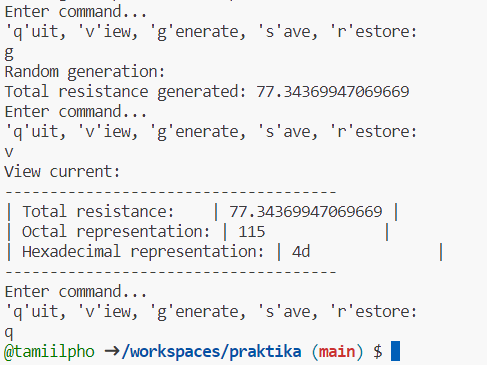 Enter command...
'q'uit, 'v'iew, 'g'enerate, 's'ave, 'r'estore:
g
Random generation:
Total resistance generated: 77.34369947069669
Enter command...
'q'uit, 'v'iew, 'g'enerate, 's'ave, 'r'estore:
v
View current:
-------------------------------------
| Total resistance:    | 77.34369947069669 |
| Octal representation: | 115             |
| Hexadecimal representation: | 4d              |
-------------------------------------
Enter command...
'q'uit, 'v'iew, 'g'enerate, 's'ave, 'r'estore:
q
@tamiilpho ➜/workspaces/praktika (main) $